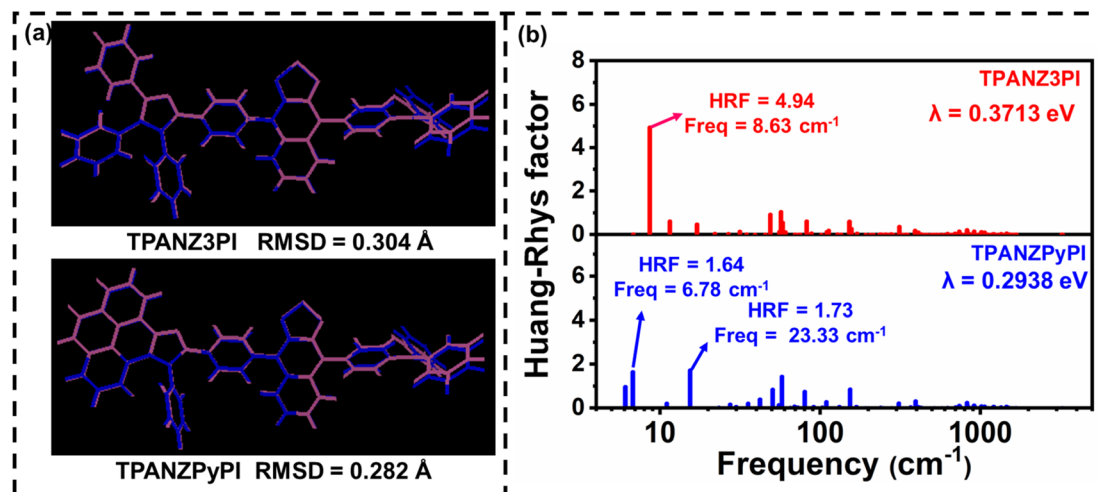 (a)
TPANZ3PI RMSD = 0.304 Å
TPANZPyPI RMSD = 0.282 Å
(b)
8
6
4
2
0
TPANZ3PI
λ = 0.3713 eV
HRF = 4.94
Freq = 8.63 cm-1
6
4
2
0
TPANZPyPI
λ = 0.2938 eV
HRF = 1.64
Freq = 6.78 cm-1
HRF = 1.73
Freq = 23.33 cm-1
10 100 1000
Huang-Rhys factor
Frequency (cm-1)